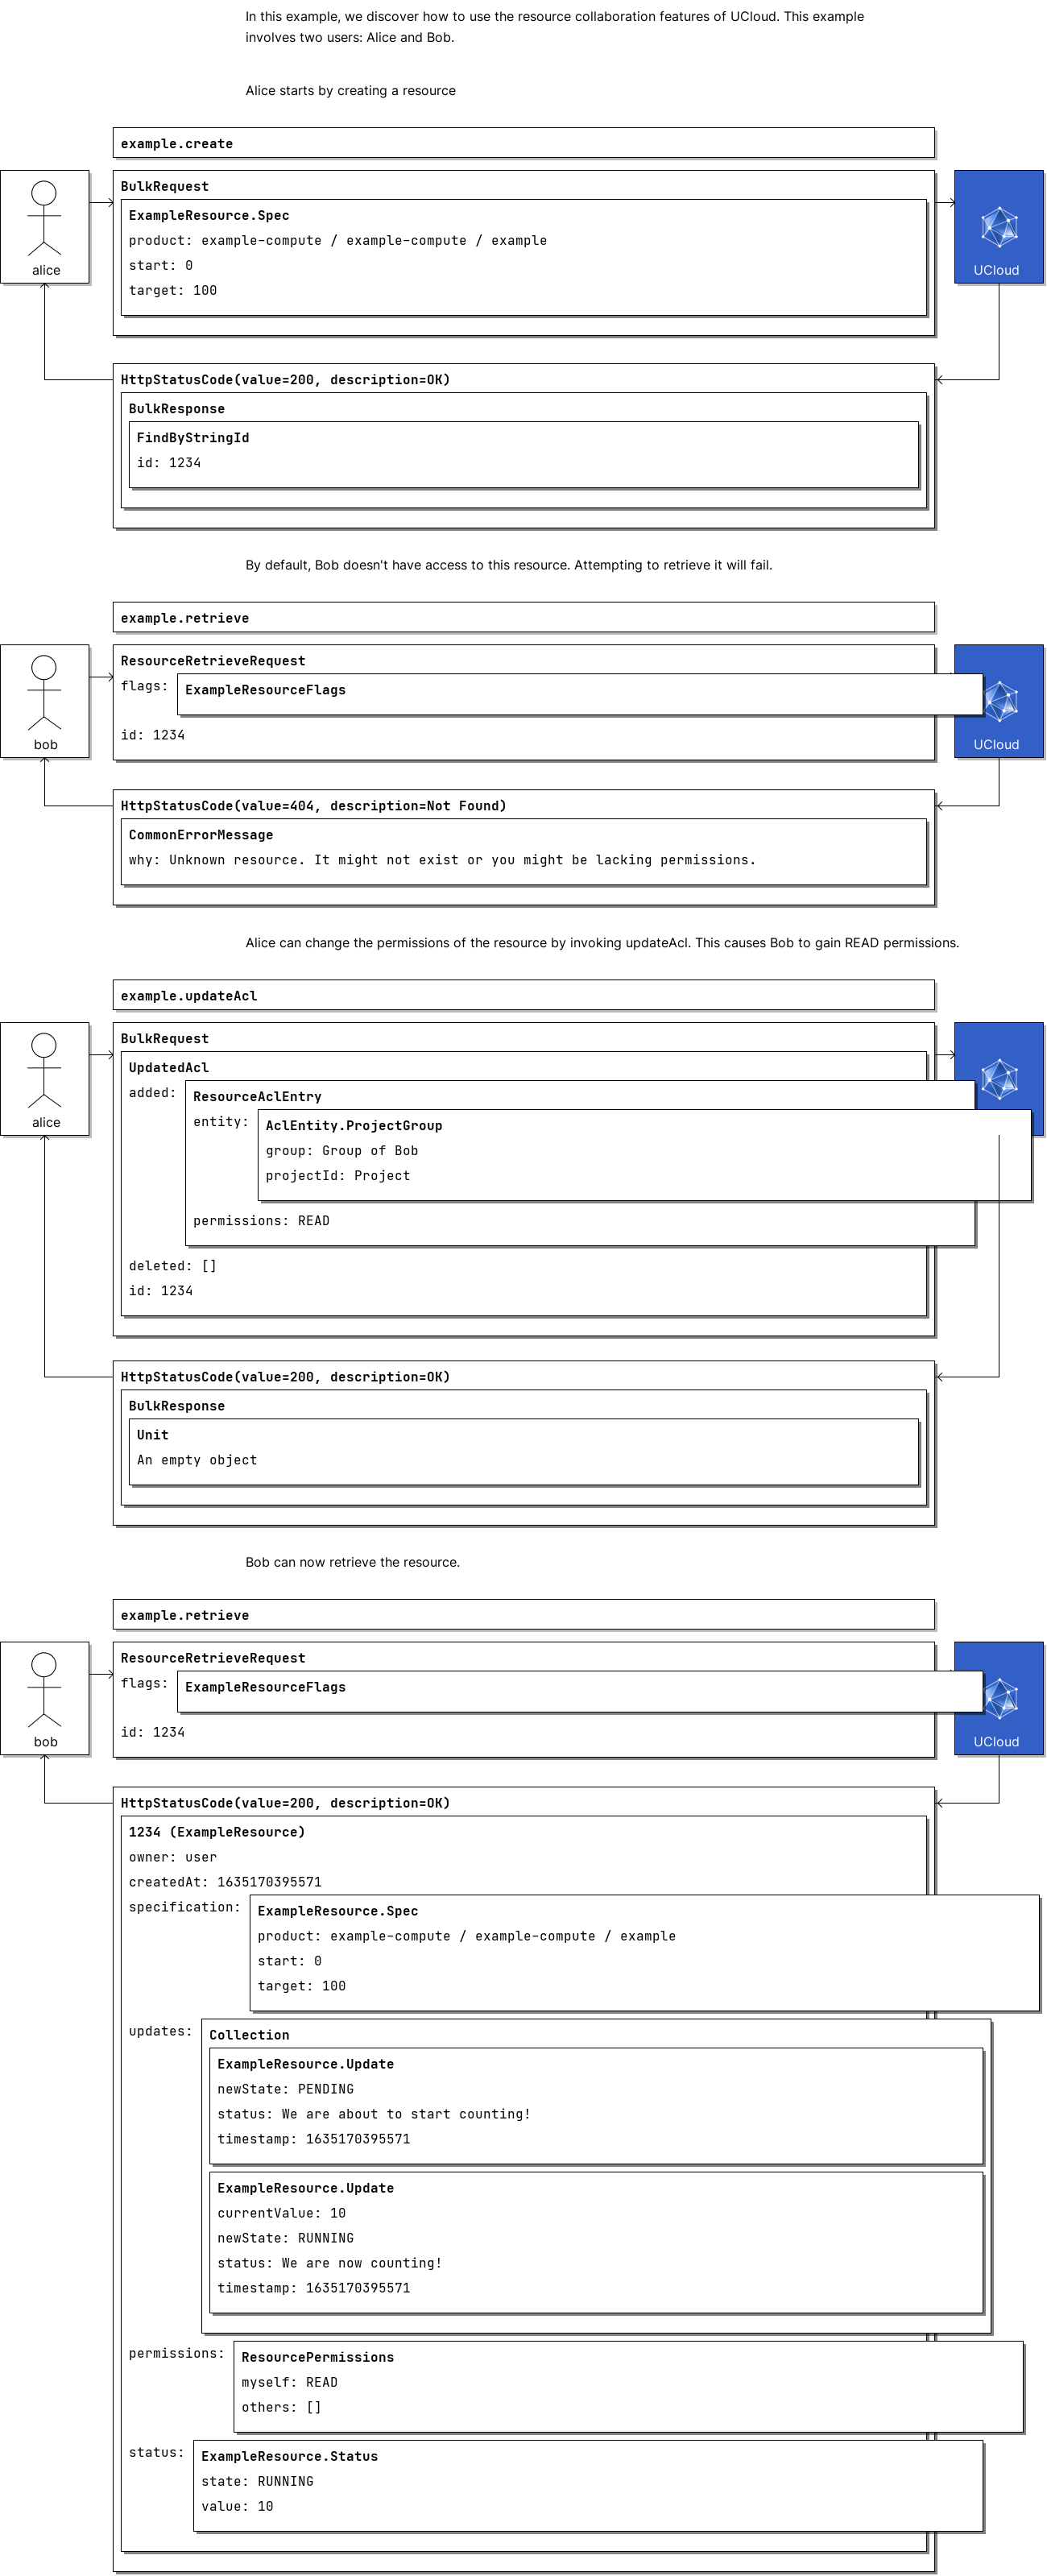 In this example, we discover how to use the resource collaboration features of UCloud. This example
involves two users: Alice and Bob.
Alice starts by creating a resource
example.create
BulkRequest
ExampleResource.Spec
product: example-compute / example-compute / example
start: 0
target: 100
alice
UCloud
HttpStatusCode(value=200, description=OK)
BulkResponse
FindByStringId
id: 1234
By default, Bob doesn't have access to this resource. Attempting to retrieve it will fail.
example.retrieve
ResourceRetrieveRequest
flags:
ExampleResourceFlags
id: 1234
bob
UCloud
HttpStatusCode(value=404, description=Not Found)
CommonErrorMessage
why: Unknown resource. It might not exist or you might be lacking permissions.
Alice can change the permissions of the resource by invoking updateAcl. This causes Bob to gain READ permissions.
example.updateAcl
BulkRequest
UpdatedAcl
added:
ResourceAclEntry
entity:
AclEntity.ProjectGroup
group: Group of Bob
projectId: Project
permissions: READ
deleted: []
id: 1234
alice
HttpStatusCode(value=200, description=OK)
BulkResponse
Unit
An empty object
Bob can now retrieve the resource.
example.retrieve
ResourceRetrieveRequest
flags:
ExampleResourceFlags
id: 1234
bob
UCloud
HttpStatusCode(value=200, description=OK)
1234 (ExampleResource)
owner: user
createdAt: 1635170395571
specification:
ExampleResource.Spec
product: example-compute / example-compute / example
start: 0
target: 100
updates:
Collection
ExampleResource.Update
newState: PENDING
status: We are about to start counting!
timestamp: 1635170395571
ExampleResource.Update
currentValue: 10
newState: RUNNING
status: We are now counting!
timestamp: 1635170395571
permissions:
ResourcePermissions
myself: READ
others: []
status:
ExampleResource.Status
state: RUNNING
value: 10